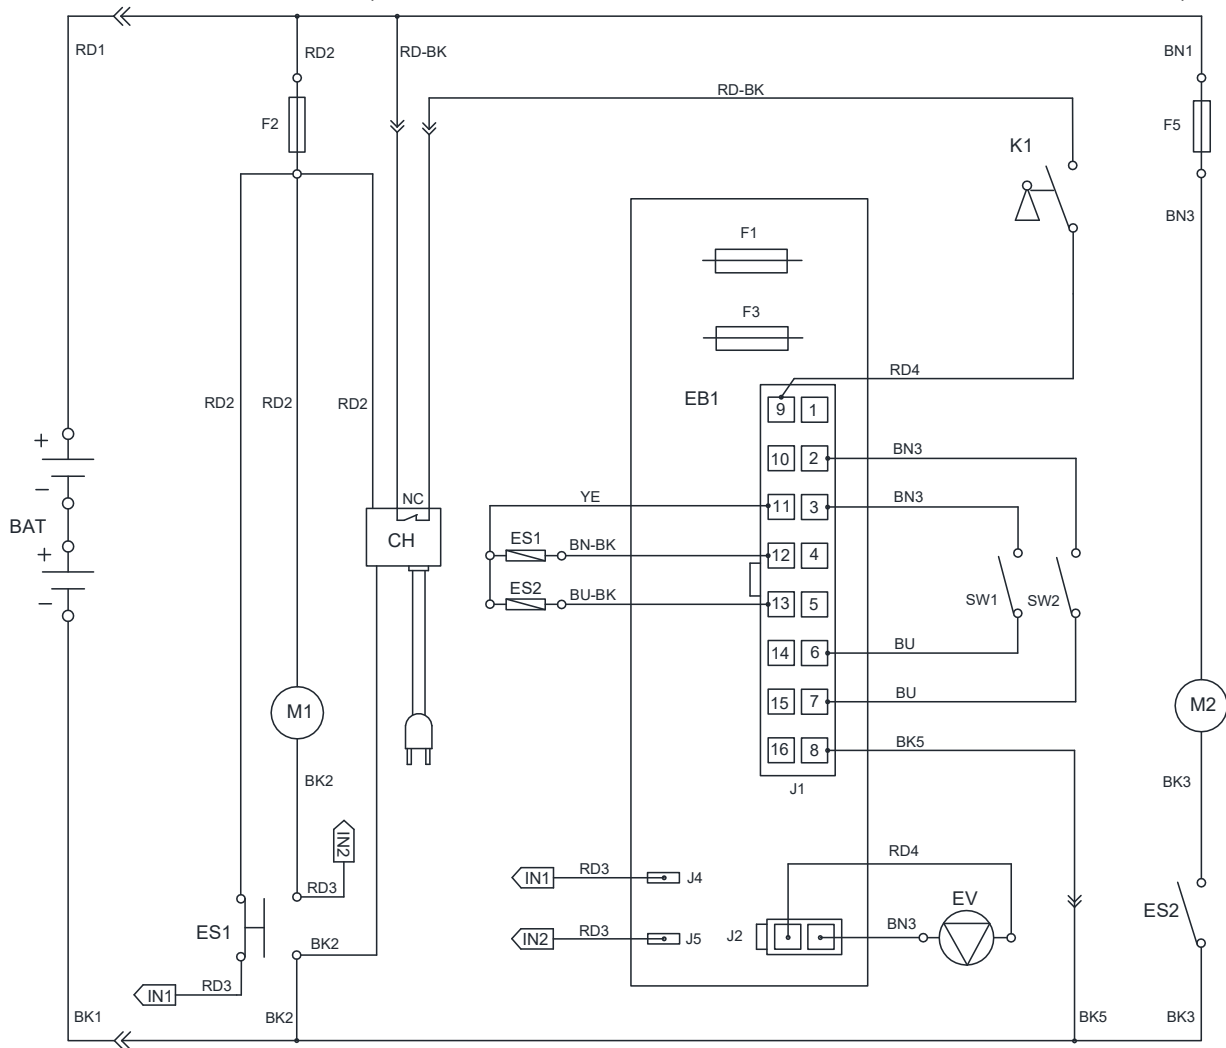 RD1
RD2
RD-BK
BN1
RD-BK
F2
F5
K1
BN3
F1
F3
RD4
EB1
RD2
RD2
RD2
9
1
+
BN3
10
2
−
NC
YE
BN3
11
3
BAT
CH
ES1
BN-BK
12
4
+
ES2
BU-BK
13
5
−
SW1
SW2
BU
14
6
BU
15
7
M1
M2
BK5
16
8
BK2
J1
BK3
IN2
RD4
IN1
RD3
J4
RD3
EV
ES2
ES1
BK2
IN2
RD3
J5
J2
BN3
IN1
RD3
BK1
BK2
BK5
BK3